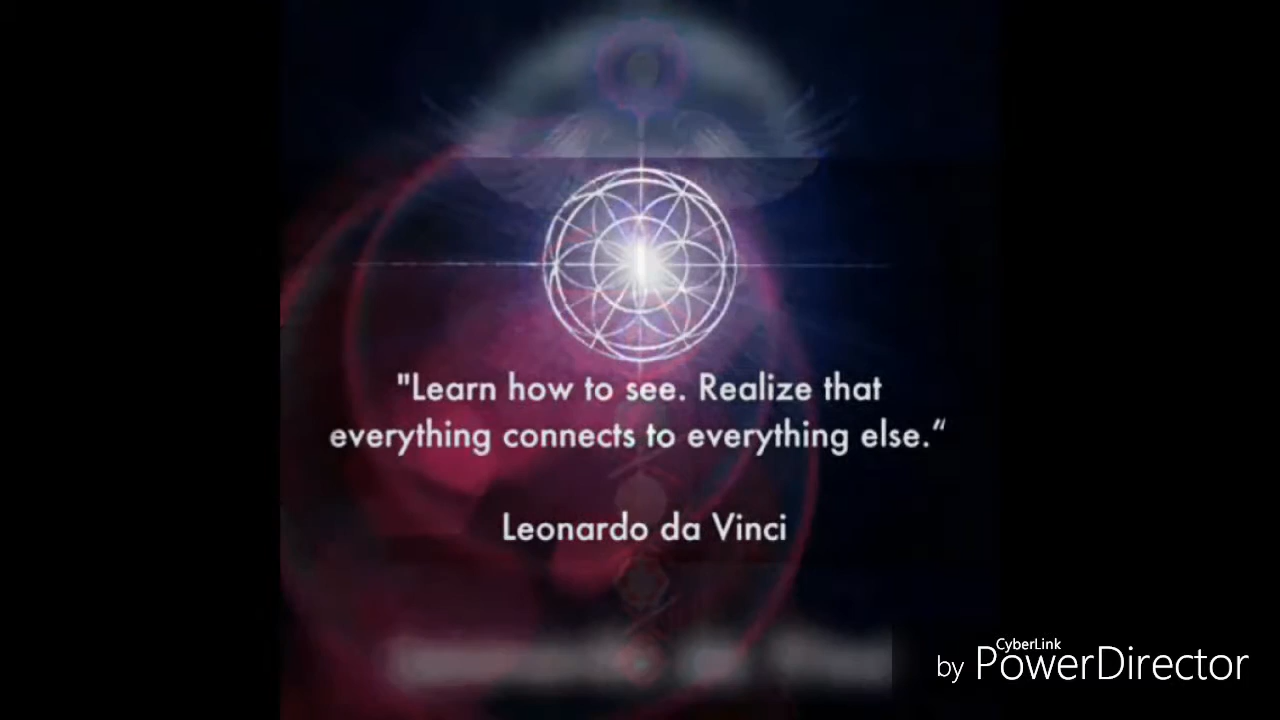 "Learn how to see. Realize that
everything connects to everything else.“
Leonardo da Vinci
CyberLink
by PowerDirector